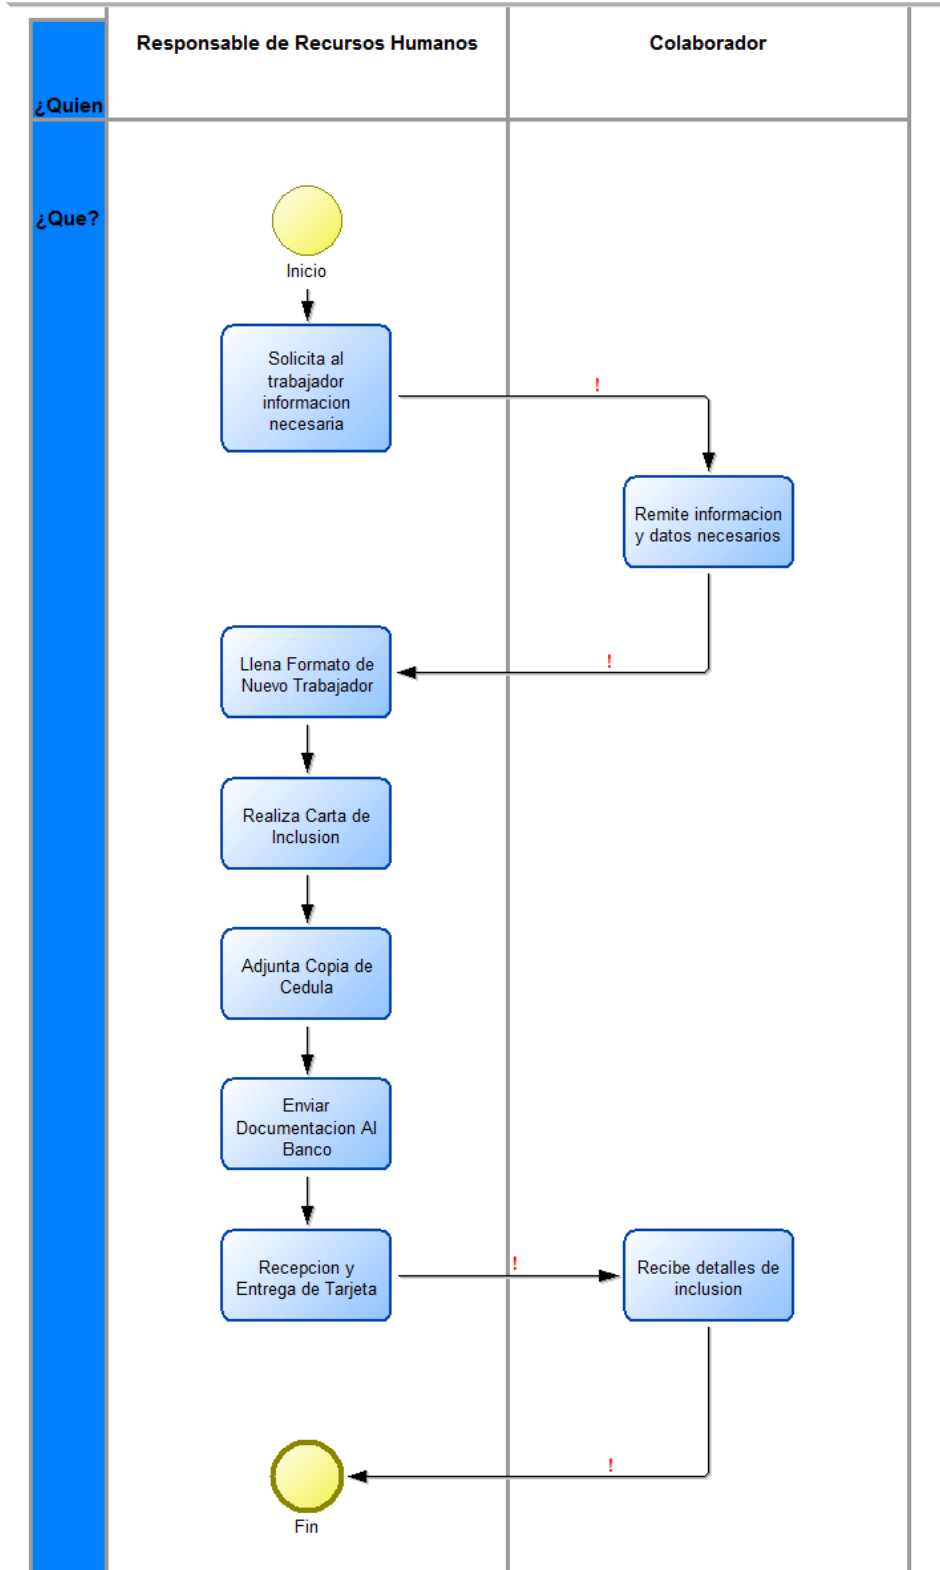 Responsable de Recursos Humanos
Colaborador
¿Quien
¿Que?
Inicio
Solicita al
trabajador
informacion
necesaria
!
Remite informacion
y datos necesarios
!
Llena Formato de
Nuevo Trabajador
Realiza Carta de
Inclusion
Adjunta Copia de
Cedula
Enviar
Documentacion Al
Banco
Recepcion y
Entrega de Tarjeta
!
Recibe detalles de
inclusion
!
Fin